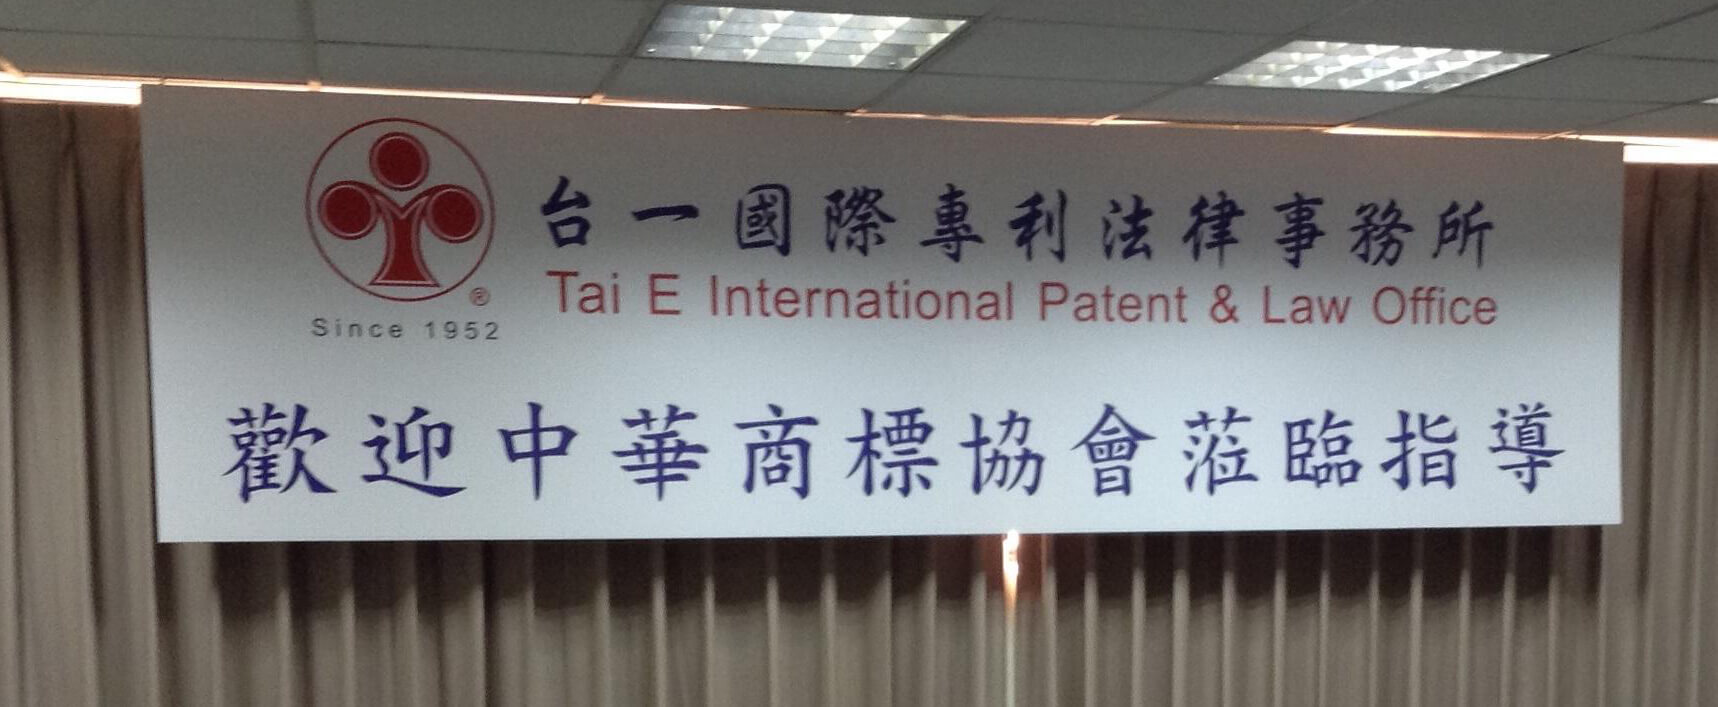 台一國際專利法律事務所
Tai E International Patent & Law Office
®
Since 1952
歡迎中華商標協會蒞臨指導